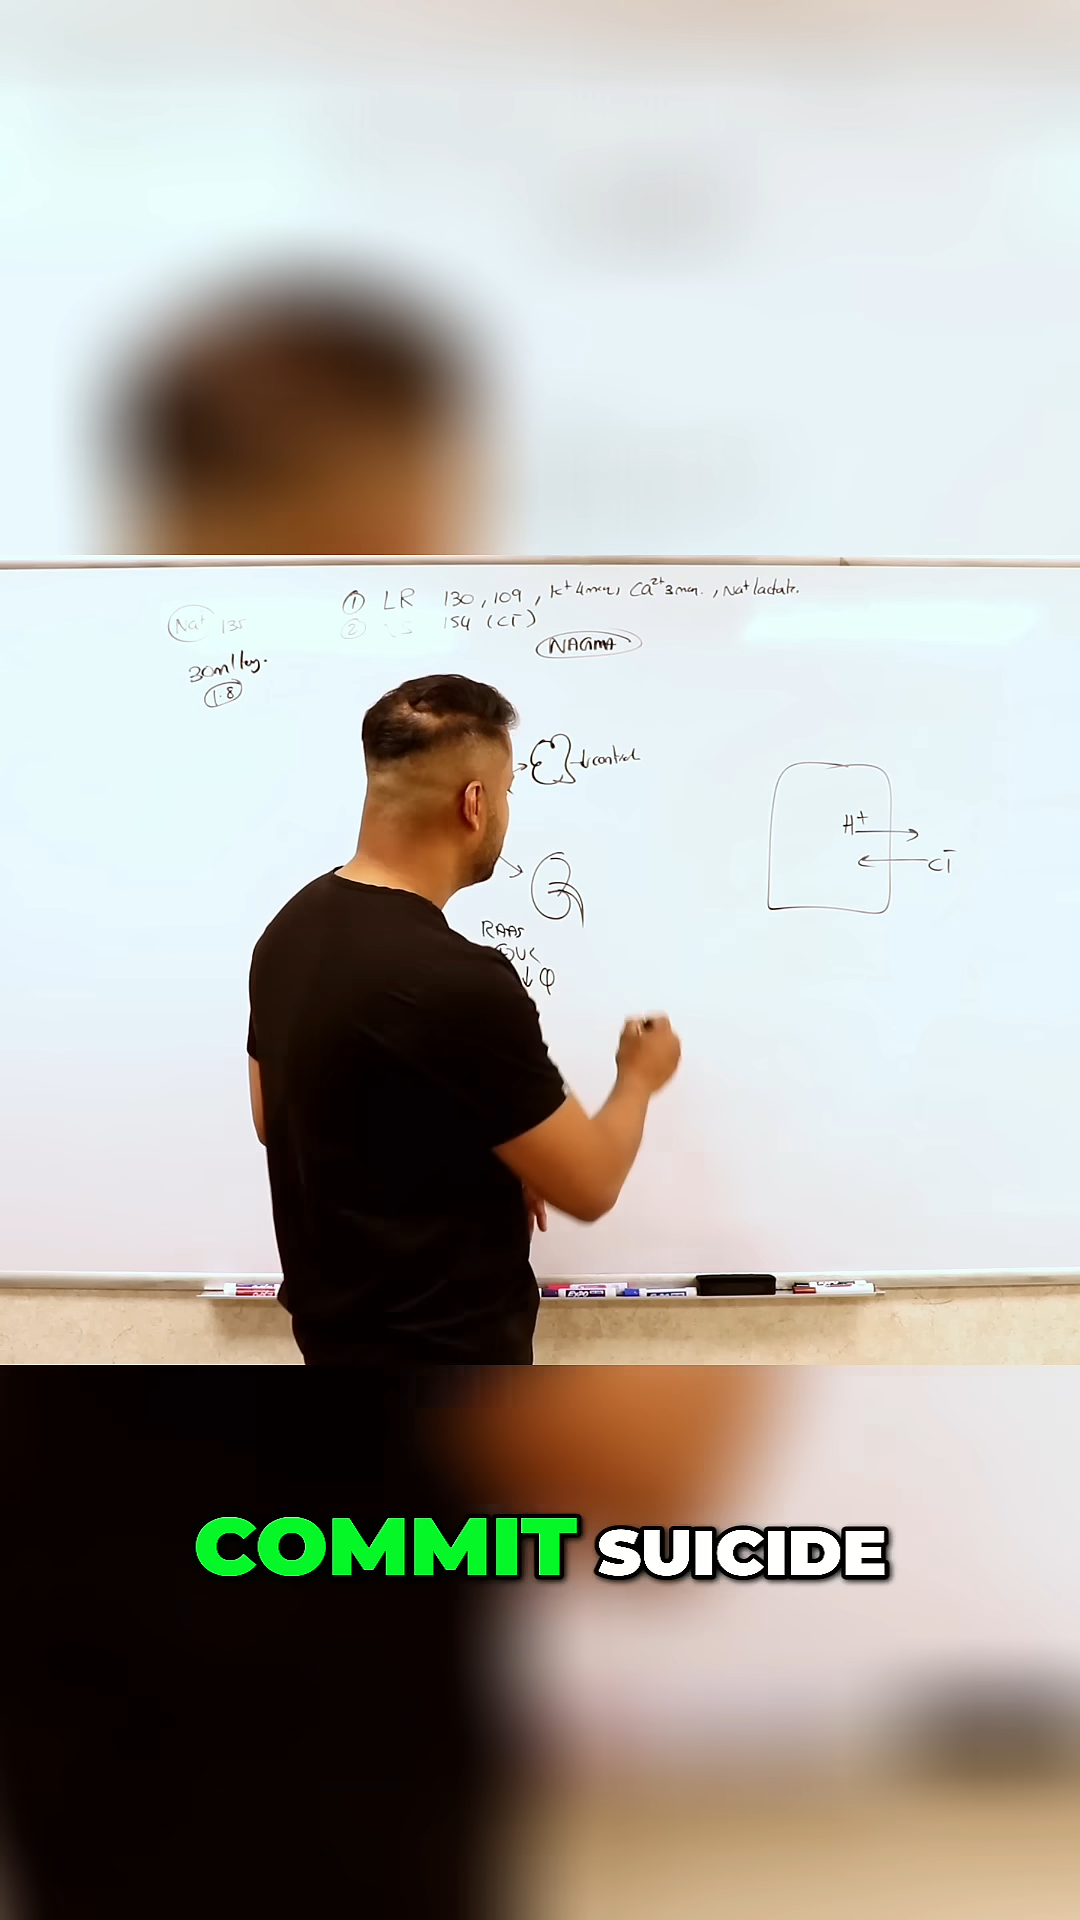 ① LR 130, 109, K⁺ 4meq, Ca²⁺ 3meq., Na⁺ lactate.
② 154 (Cl⁻)
Na⁺ 135
NAGMA
30ml/kg.
1.8
↓control
H⁺
Cl⁻
RAAS
↓
EXPO
COMMIT SUICIDE